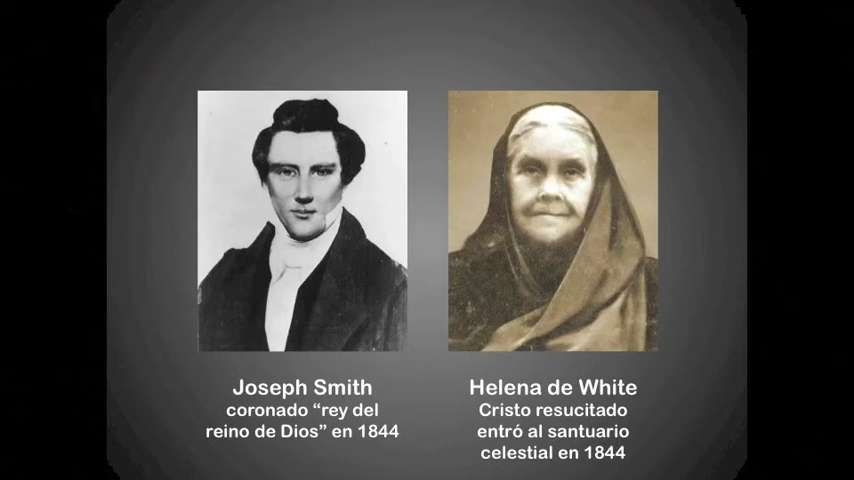 Joseph Smith
coronado “rey del
reino de Dios” en 1844
Helena de White
Cristo resucitado
entró al santuario
celestial en 1844